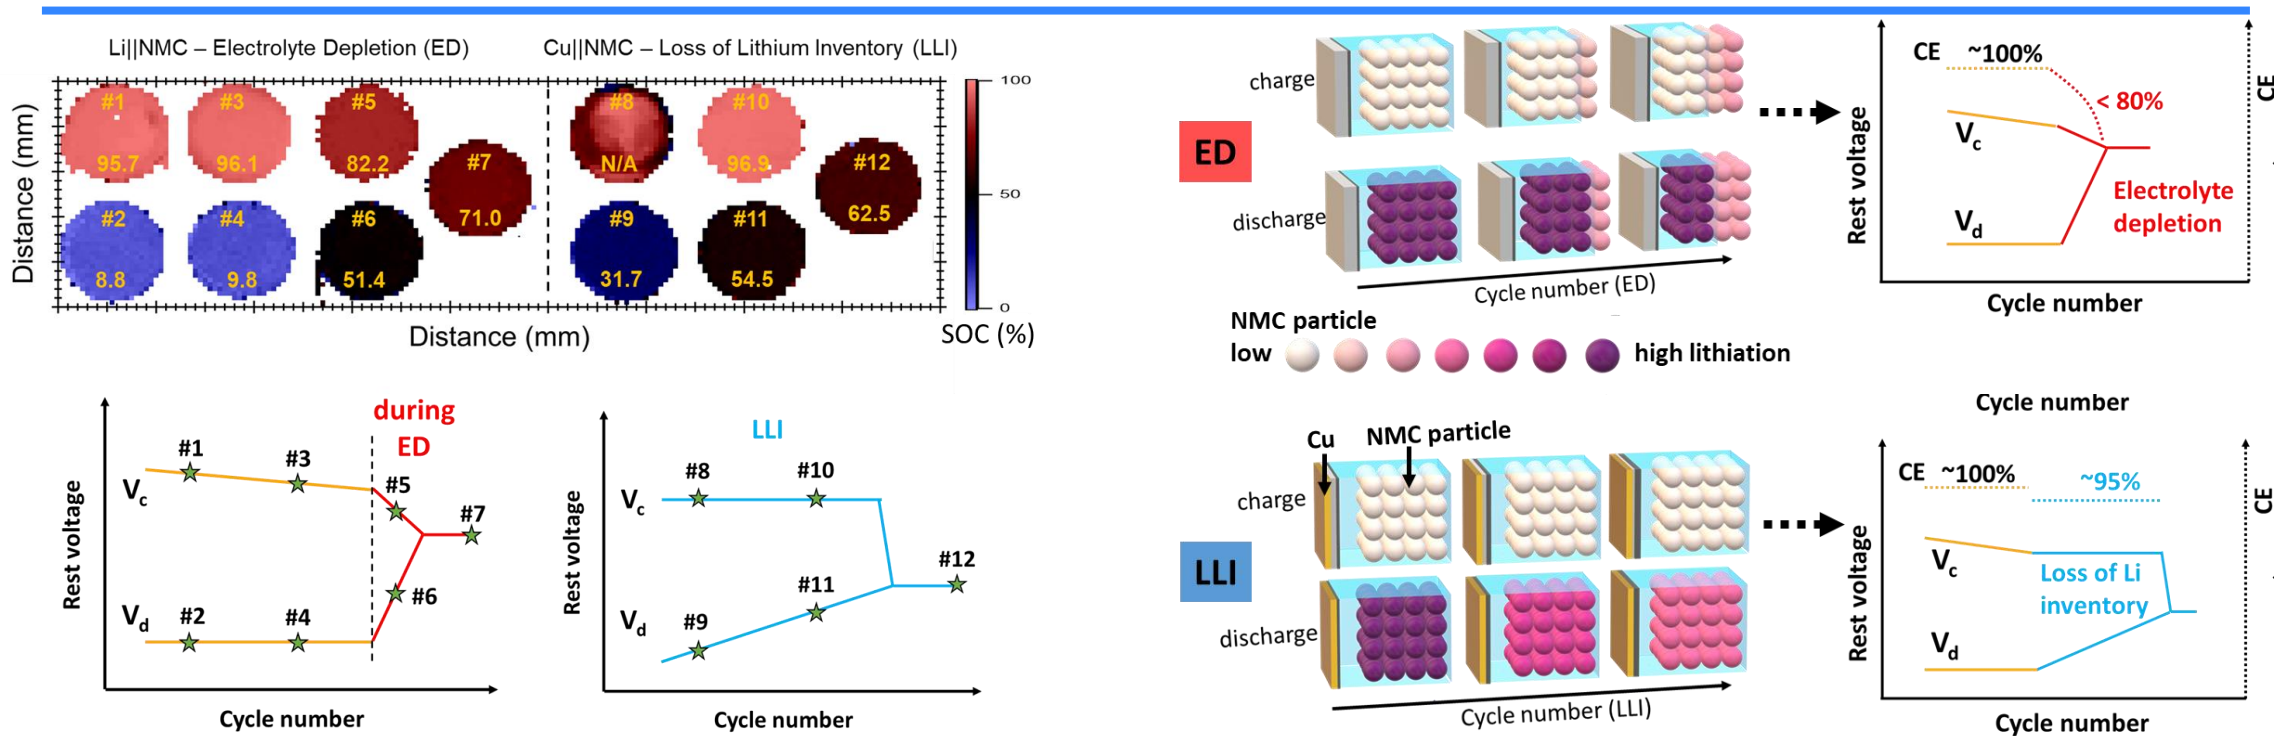 Li||NMC – Electrolyte Depletion (ED)
Cu||NMC – Loss of Lithium Inventory (LLI)
Distance (mm)
#1
95.7
#3
96.1
#5
82.2
#7
71.0
#2
8.8
#4
9.8
#6
51.4
#8
N/A
#10
96.9
#12
62.5
#9
31.7
#11
54.5
100
50
0
Distance (mm)
SOC (%)
during
ED
#1
#3
#5
#7
#6
#2
#4
Vc
Vd
Rest voltage
Cycle number
LLI
#8
#10
#12
#11
#9
Vc
Vd
Rest voltage
Cycle number
ED
charge
discharge
Cycle number (ED)
NMC particle
low
high lithiation
CE
~100%
< 80%
Vc
Vd
Electrolyte
depletion
Rest voltage
CE
Cycle number
LLI
Cu
NMC particle
charge
discharge
Cycle number (LLI)
Cycle number
CE
~100%
~95%
Vc
Vd
Loss of Li
inventory
Rest voltage
CE
Cycle number